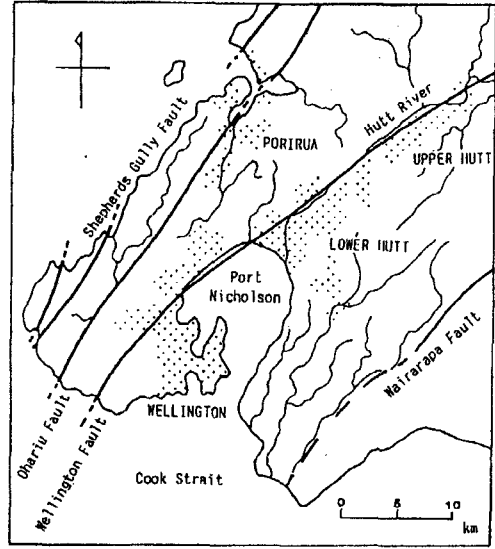 Hutt River
PORIRUA
UPPER HUTT
Shepherds Gully Fault
LOWER HUTT
Port
Nicholson
Wairarapa Fault
WELLINGTON
Ohariu Fault
Wellington Fault
Cook Strait
0 5 10
km